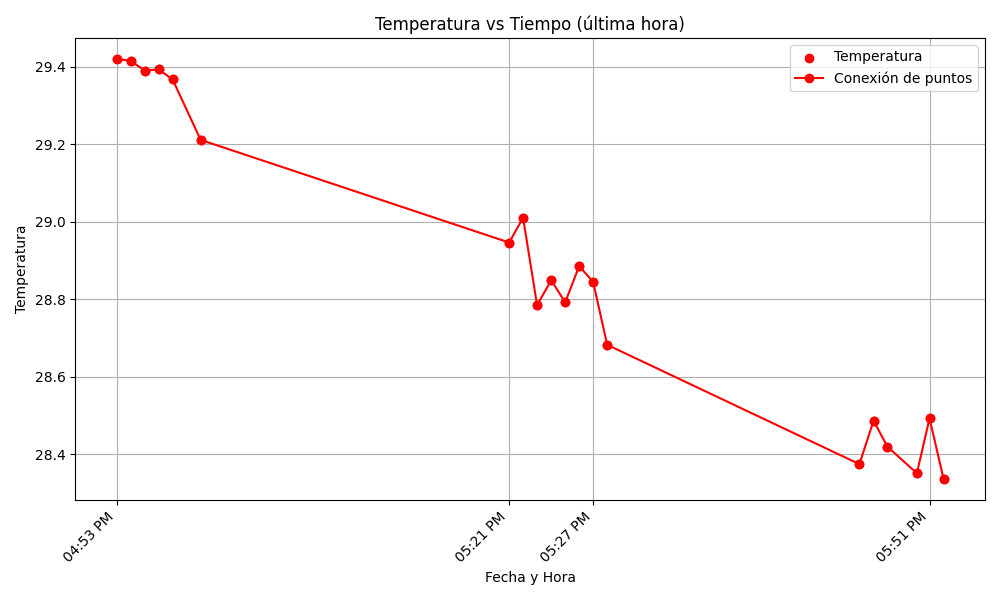 Temperatura vs Tiempo (última hora)
Temperatura
Conexión de puntos
29.4
29.2
29.0
28.8
28.6
28.4
Temperatura
04:53 PM
05:21 PM
05:27 PM
05:51 PM
Fecha y Hora